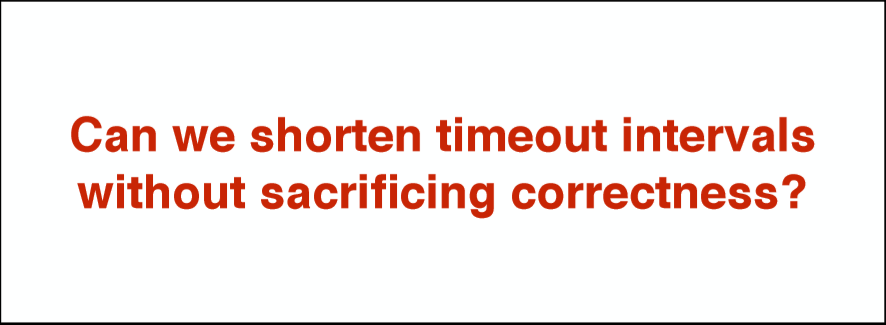 Can we shorten timeout intervals
without sacrificing correctness?